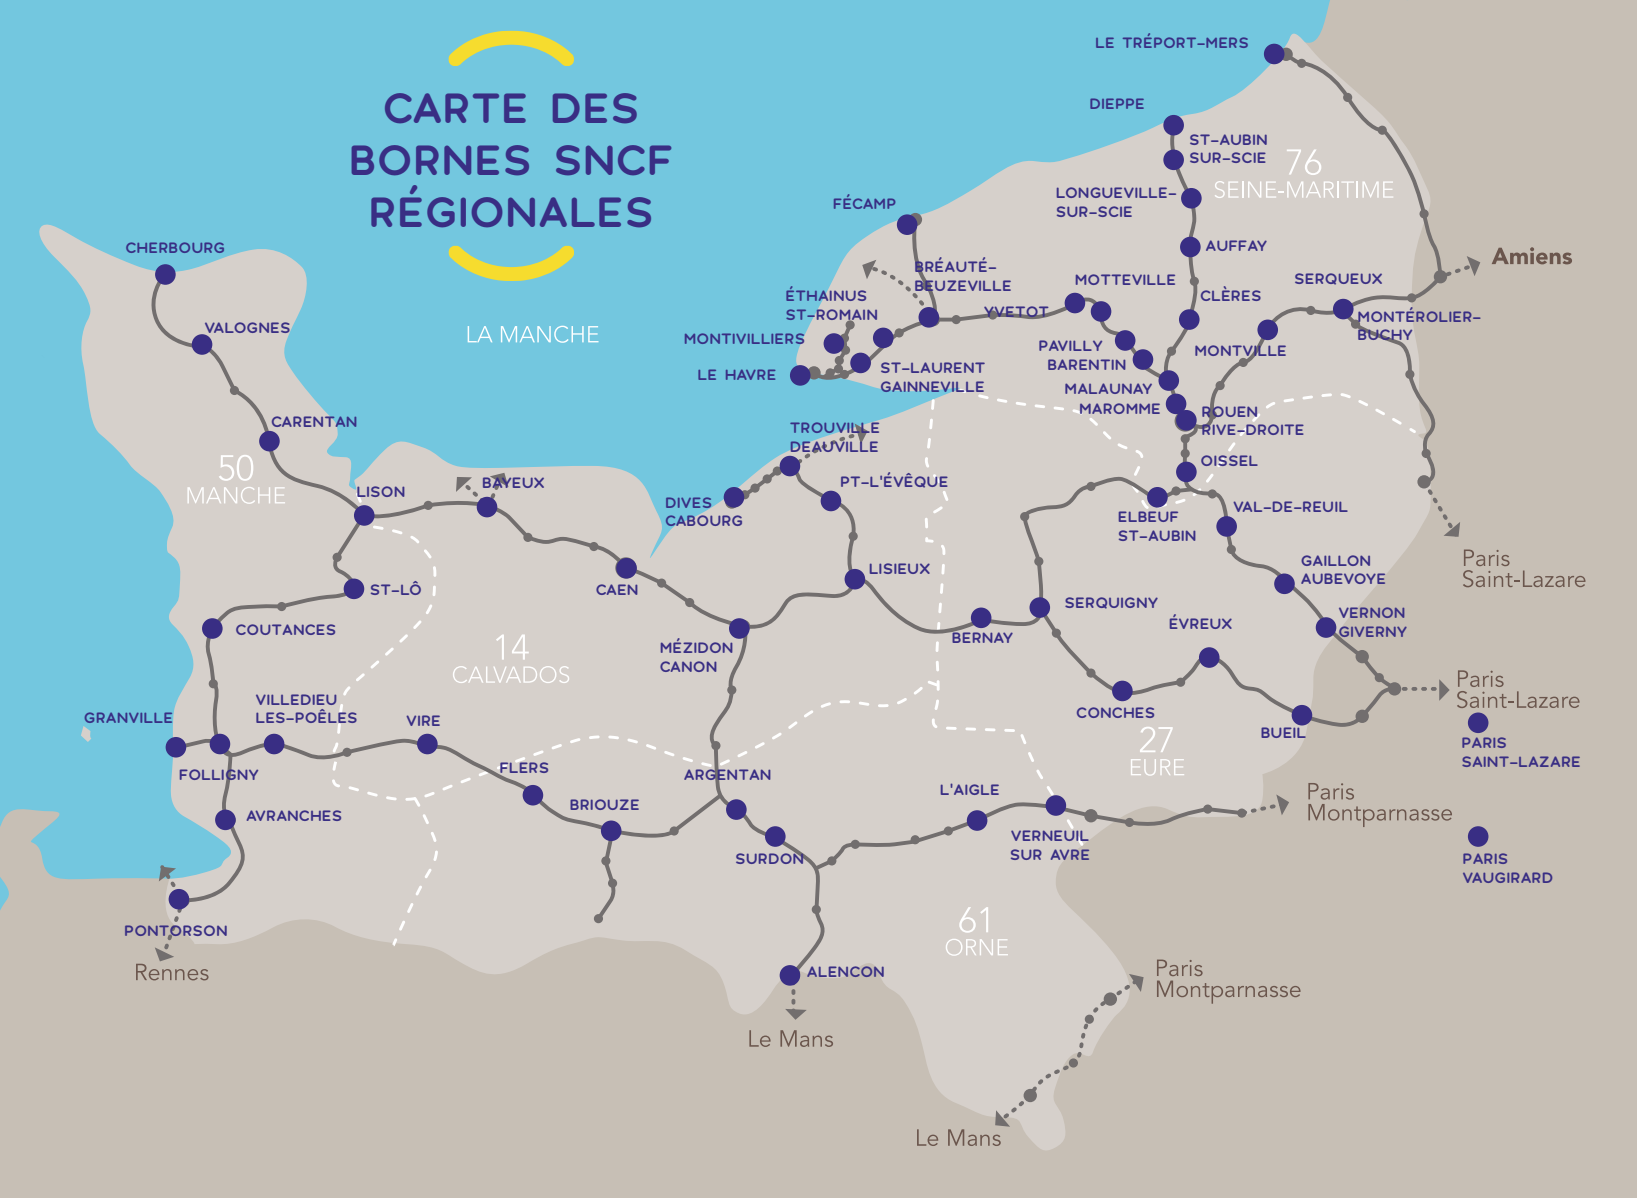 CARTE DES
BORNES SNCF
RÉGIONALES
LE TRÉPORT-MERS
DIEPPE
ST-AUBIN
SUR-SCIE
76
SEINE-MARITIME
LONGUEVILLE-
SUR-SCIE
FÉCAMP
CHERBOURG
AUFFAY
Amiens
BRÉAUTÉ-
BEUZEVILLE
MOTTEVILLE
SERQUEUX
ÉTHAINUS
ST-ROMAIN
CLÈRES
YVETOT
MONTÉROLIER-
BUCHY
VALOGNES
LA MANCHE
MONTIVILLIERS
PAVILLY
BARENTIN
MONTVILLE
LE HAVRE
ST-LAURENT
GAINNEVILLE
MALAUNAY
MAROMME
ROUEN
RIVE-DROITE
CARENTAN
TROUVILLE
DEAUVILLE
50
MANCHE
OISSEL
LISON
BAYEUX
PT-L'ÉVÊQUE
DIVES
CABOURG
ELBEUF
ST-AUBIN
VAL-DE-REUIL
Paris
Saint-Lazare
GAILLON
AUBEVOYE
LISIEUX
CAEN
ST-LÔ
SERQUIGNY
VERNON
GIVERNY
COUTANCES
ÉVREUX
BERNAY
14
CALVADOS
MÉZIDON
CANON
Paris
Saint-Lazare
VILLEDIEU
LES-POÊLES
GRANVILLE
VIRE
CONCHES
BUEIL
27
EURE
PARIS
SAINT-LAZARE
FOLLIGNY
FLERS
ARGENTAN
L'AIGLE
Paris
Montparnasse
BRIOUZE
AVRANCHES
VERNEUIL
SUR AVRE
SURDON
PARIS
VAUGIRARD
61
ORNE
PONTORSON
Rennes
ALENCON
Paris
Montparnasse
Le Mans
Le Mans